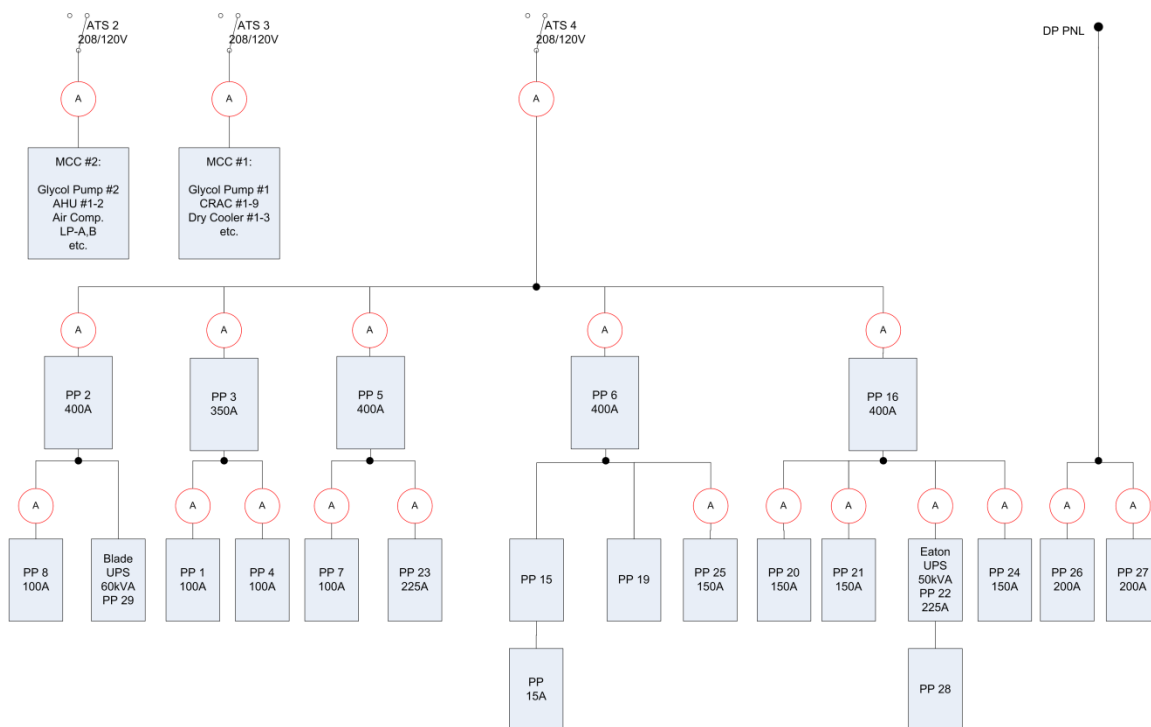 ATS 2
208/120V
ATS 3
208/120V
ATS 4
208/120V
DP PNL
A
A
A
MCC #2:
Glycol Pump #2
AHU #1-2
Air Comp.
LP-A,B
etc.
MCC #1:
Glycol Pump #1
CRAC #1-9
Dry Cooler #1-3
etc.
A
A
A
A
A
PP 2
400A
PP 3
350A
PP 5
400A
PP 6
400A
PP 16
400A
A
A
A
A
A
A
A
A
A
A
A
A
PP 8
100A
Blade
UPS
60kVA
PP 29
PP 1
100A
PP 4
100A
PP 7
100A
PP 23
225A
PP 15
PP 19
PP 25
150A
PP 20
150A
PP 21
150A
Eaton
UPS
50kVA
PP 22
225A
PP 24
150A
PP 26
200A
PP 27
200A
PP
15A
PP 28